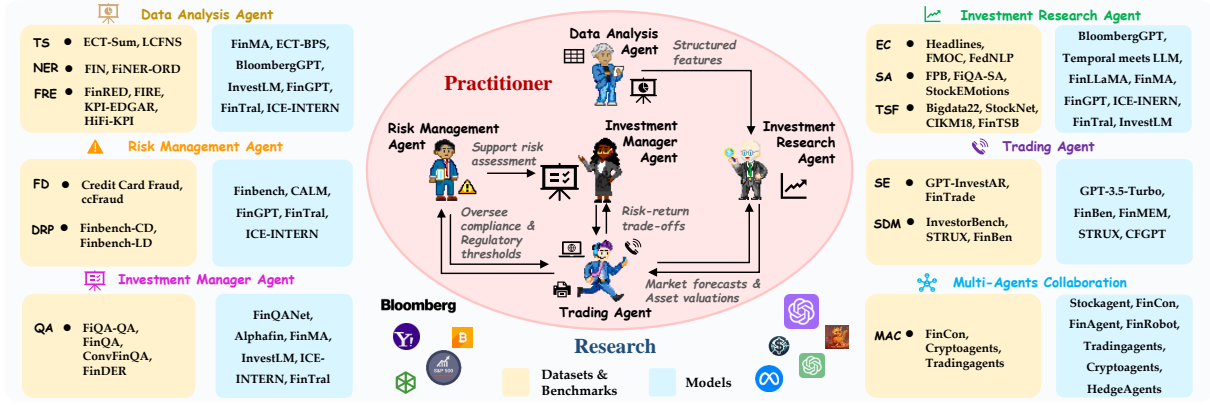 Data Analysis Agent
TS ● ECT-Sum, LCFNS
NER ● FIN, FiNER-ORD
FRE ● FinRED, FIRE,
KPI-EDGAR,
HiFi-KPI
FinMA, ECT-BPS,
BloombergGPT,
InvestLM, FinGPT,
FinTral, ICE-INTERN
Risk Management Agent
FD ● Credit Card Fraud,
ccFraud
DRP ● Finbench-CD,
Finbench-LD
Finbench, CALM,
FinGPT, FinTral,
ICE-INTERN
Investment Manager Agent
QA ● FiQA-QA,
FinQA,
ConvFinQA,
FinDER
FinQANet,
Alphafin, FinMA,
InvestLM, ICE-
INTERN, FinTral
Practitioner
Data Analysis
Agent
Structured
features
Risk Management
Agent
Support risk
assessment
Investment
Manager
Agent
Investment
Research
Agent
Oversee
compliance &
Regulatory
thresholds
Risk-return
trade-offs
Market forecasts &
Asset valuations
Trading Agent
Bloomberg
Y!
B
S&P 500
Research
Datasets &
Benchmarks
Models
Investment Research Agent
EC ● Headlines,
FMOC, FedNLP
SA ● FPB, FiQA-SA,
StockEMotions
TSF ● Bigdata22, StockNet,
CIKM18, FinTSB
BloombergGPT,
Temporal meets LLM,
FinLLaMA, FinMA,
FinGPT, ICE-INERN,
FinTral, InvestLM
Trading Agent
SE ● GPT-InvestAR,
FinTrade
SDM ● InvestorBench,
STRUX, FinBen
GPT-3.5-Turbo,
FinBen, FinMEM,
STRUX, CFGPT
Multi-Agents Collaboration
MAC ● FinCon,
Cryptoagents,
Tradingagents
Stockagent, FinCon,
FinAgent, FinRobot,
Tradingagents,
Cryptoagents,
HedgeAgents